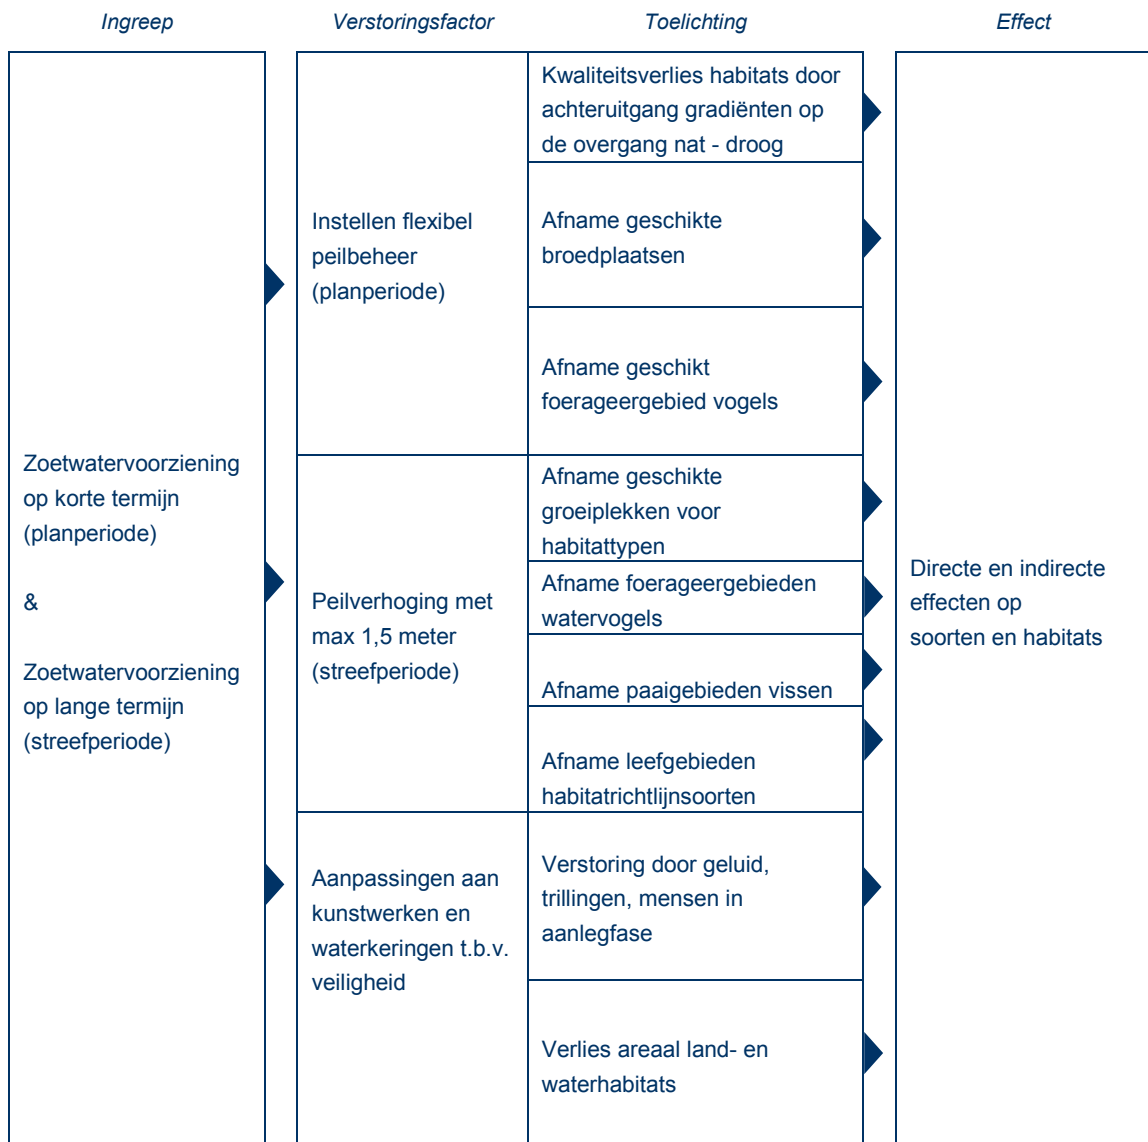 Ingreep
Verstoringsfactor
Toelichting
Effect
Zoetwatervoorziening
op korte termijn
(planperiode)
&
Zoetwatervoorziening
op lange termijn
(streefperiode)
Instellen flexibel
peilbeheer
(planperiode)
Kwaliteitsverlies habitats door
achteruitgang gradiënten op
de overgang nat - droog
Afname geschikte
broedplaatsen
Afname geschikt
foerageergebied vogels
Peilverhoging met
max 1,5 meter
(streefperiode)
Afname geschikte
groeiplekken voor
habitattypen
Afname foerageergebieden
watervogels
Afname paaigebieden vissen
Afname leefgebieden
habitatrichtlijnsoorten
Aanpassingen aan
kunstwerken en
waterkeringen t.b.v.
veiligheid
Verstoring door geluid,
trillingen, mensen in
aanlegfase
Verlies areaal land- en
waterhabitats
Directe en indirecte
effecten op
soorten en habitats